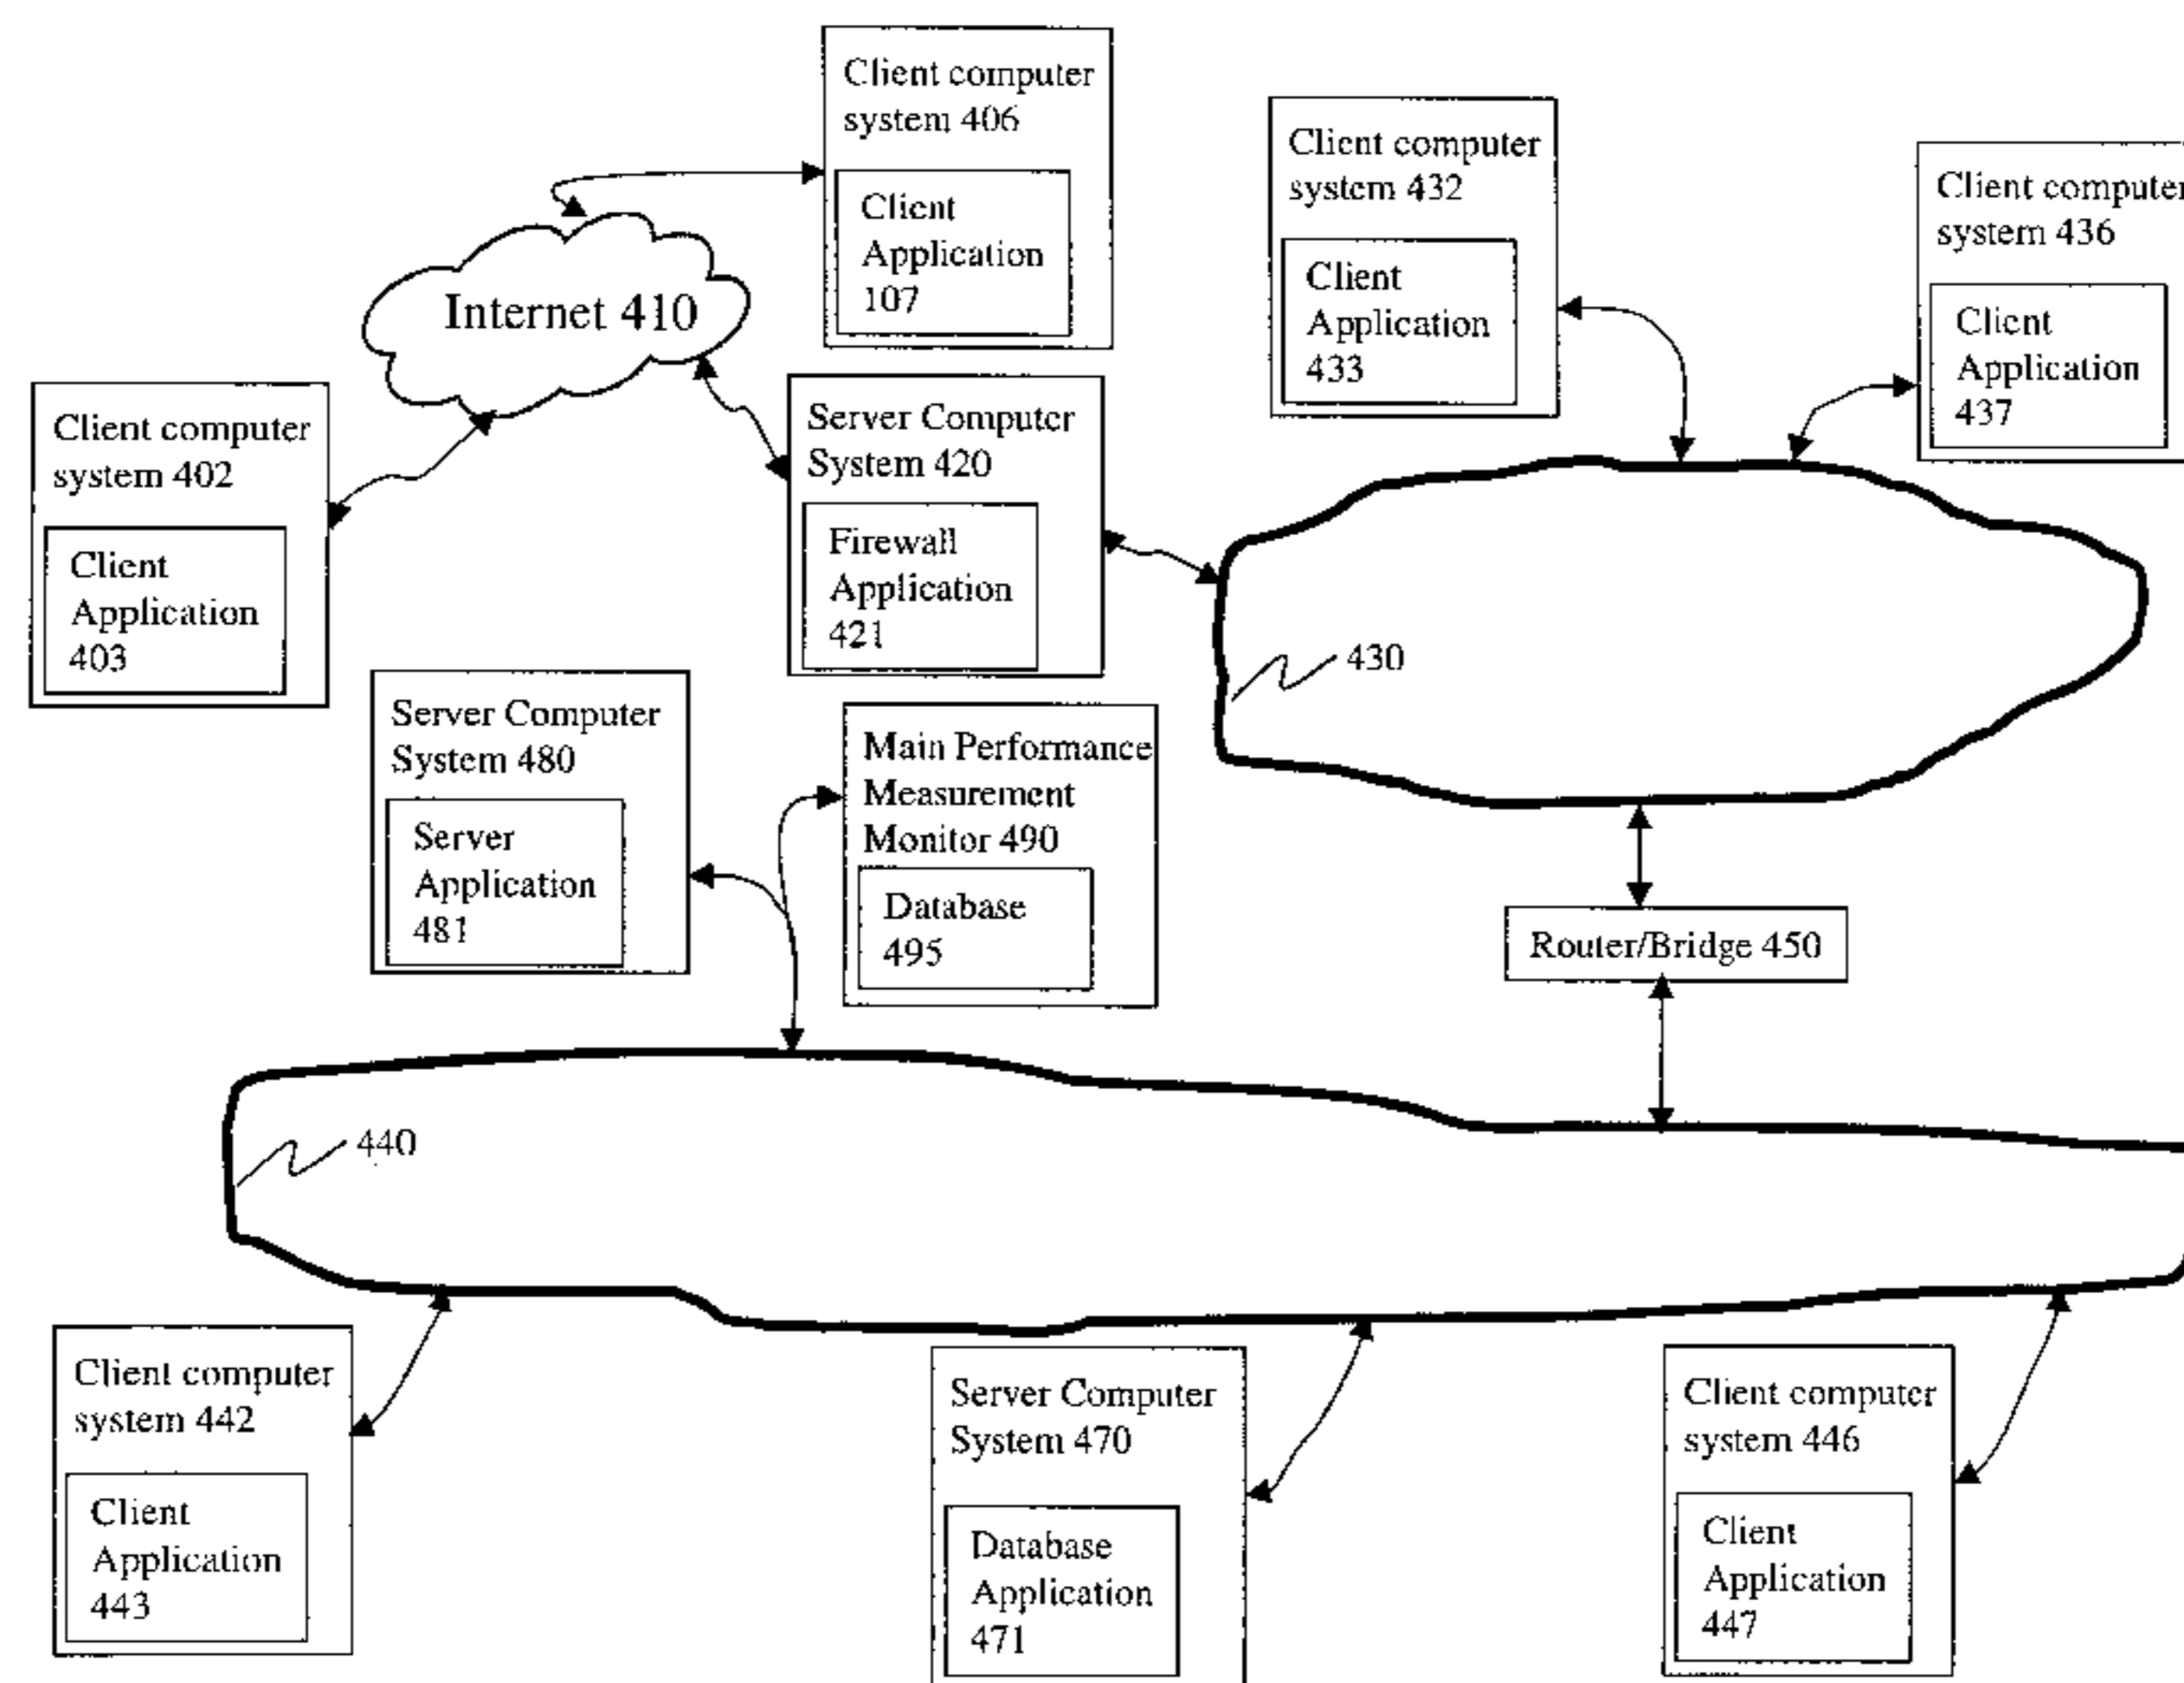 Client computer
system 406
Client
Application
107
Client computer
system 432
Client
Application
433
Client computer
system 436
Client
Application
437
Internet 410
Client computer
system 402
Client
Application
403
Server Computer
System 420
Firewall
Application
421
430
Server Computer
System 480
Server
Application
481
Main Performance
Measurement
Monitor 490
Database
495
Router/Bridge 450
440
Client computer
system 442
Client
Application
443
Server Computer
System 470
Database
Application
471
Client computer
system 446
Client
Application
447